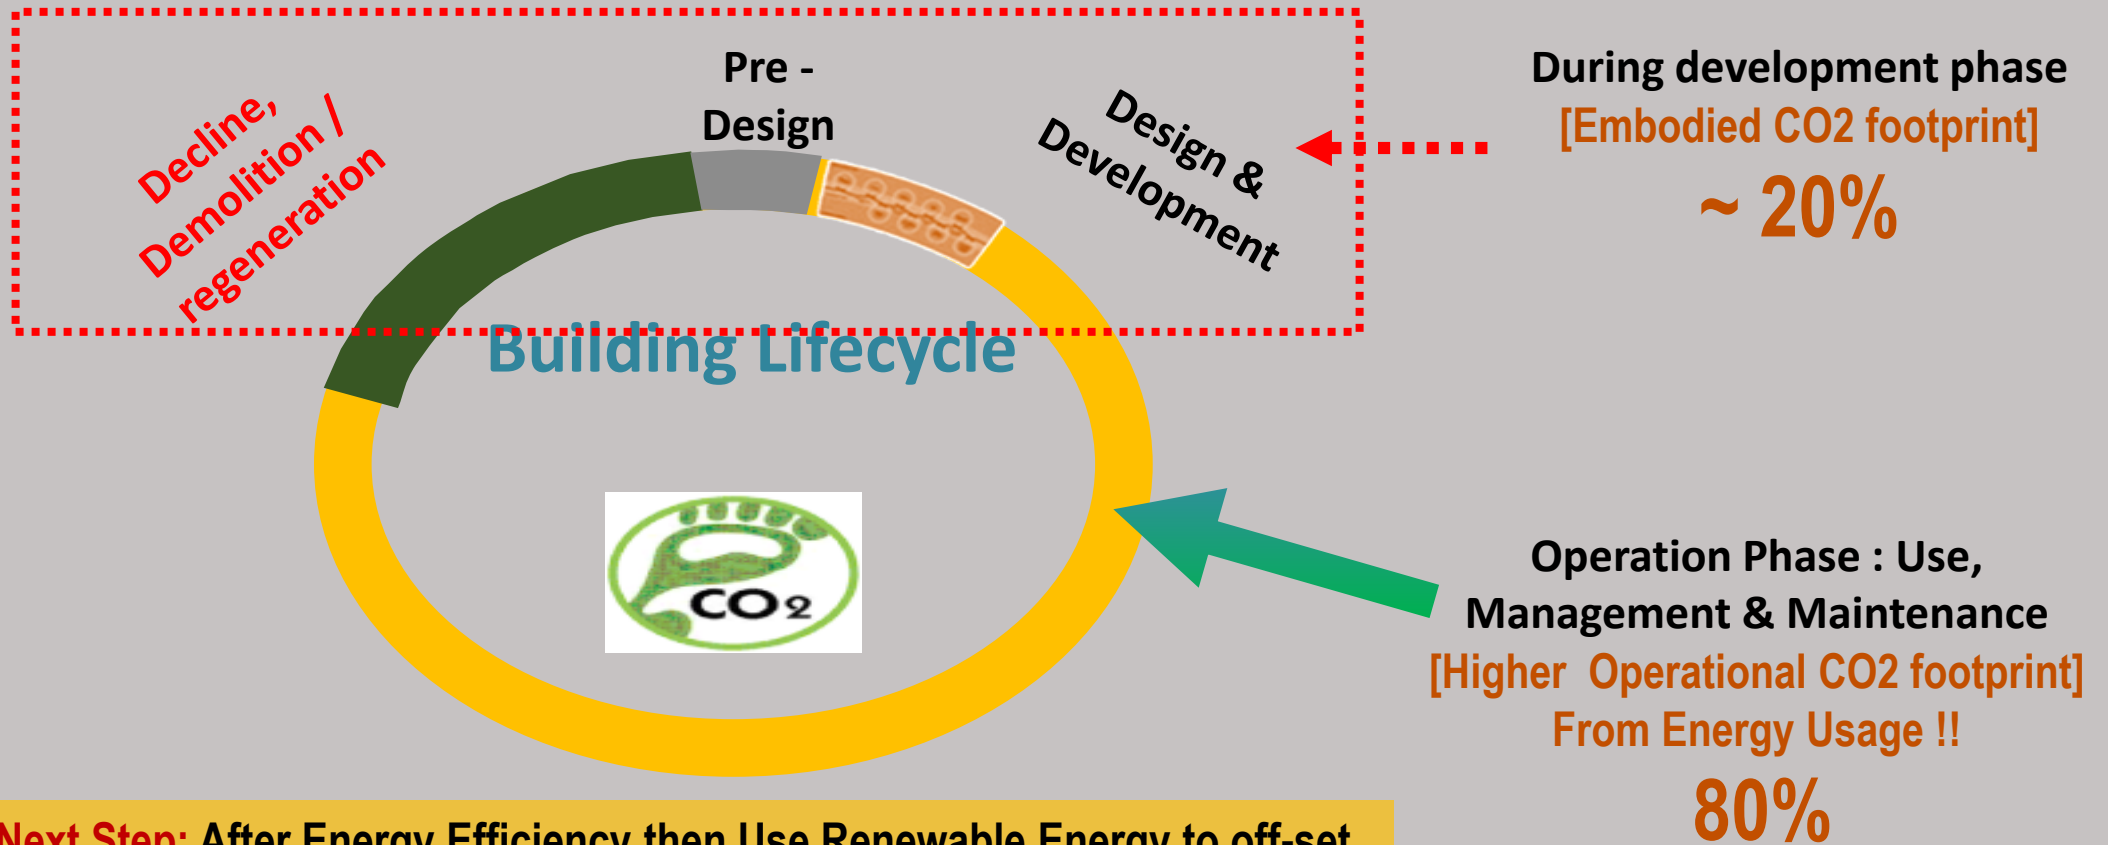 Decline,
Demolition /
regeneration
Pre -
Design
Design &
Development
During development phase
[Embodied CO2 footprint]
~ 20%
Building Lifecycle
CO2
Operation Phase : Use,
Management & Maintenance
[Higher Operational CO2 footprint]
From Energy Usage !!
80%
Next Step: After Energy Efficiency then Use Renewable Energy to off-set